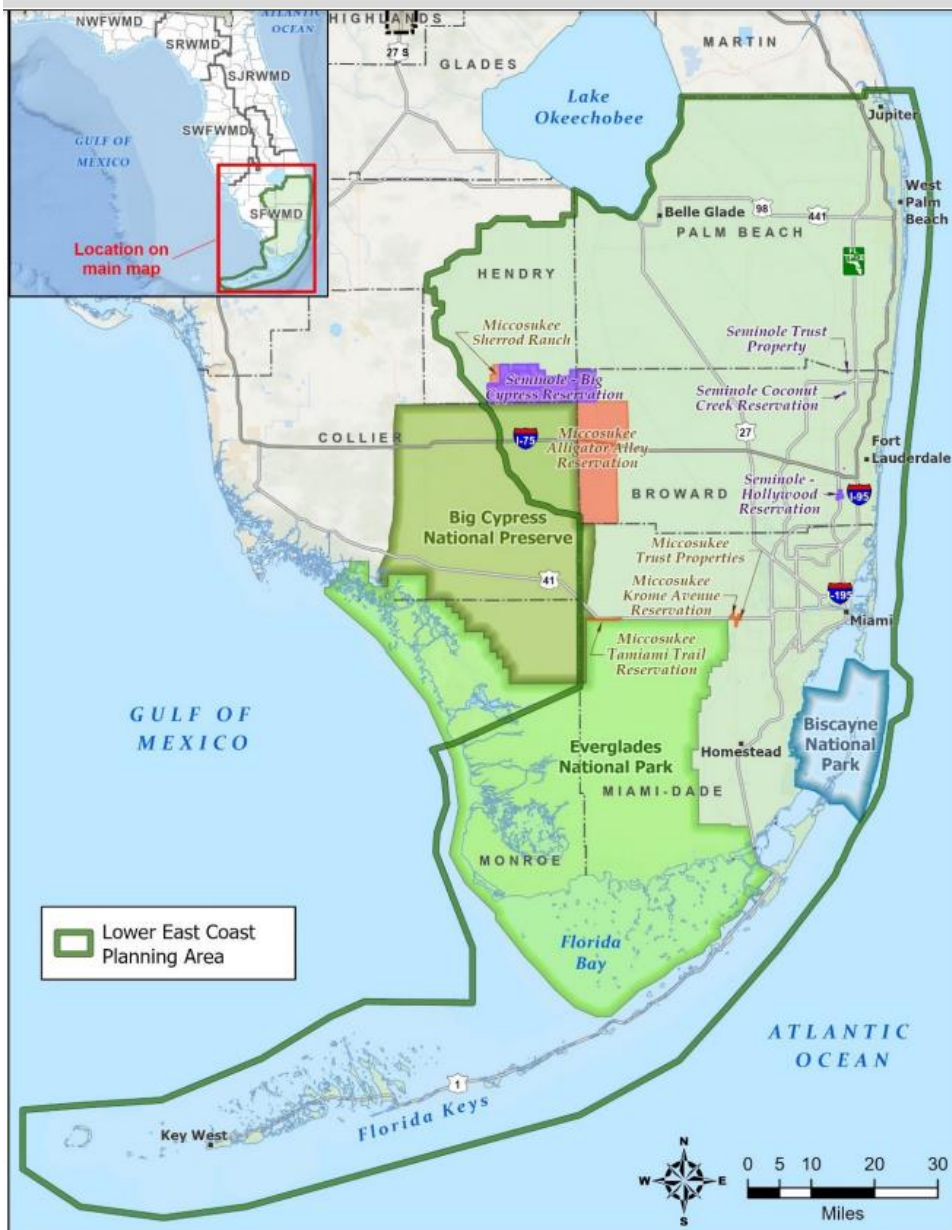 NWFWMD
ATLANTIC
OCEAN
SRWMD
SJRWMD
SWFWMD
GULF OF
MEXICO
SFWMD
Location on
main map
HIGHLANDS
27
GLADES
MARTIN
Lake
Okeechobee
Jupiter
West
Palm
Beach
Belle Glade
98
441
PALM BEACH
HENDRY
Miccosukee
Sherrod Ranch
Seminole Trust
Property
Seminole - Big
Cypress Reservation
Seminole Coconut
Creek Reservation
COLLIER
I-75
Miccosukee
Alligator Alley
Reservation
27
Fort
Lauderdale
BROWARD
Seminole -
Hollywood
Reservation
I-95
Big Cypress
National Preserve
Miccosukee
Trust Properties
41
Miccosukee
Krome Avenue
Reservation
I-195
Miami
Miccosukee
Tamiami Trail
Reservation
GULF OF
MEXICO
Everglades
National Park
Homestead
Biscayne
National
Park
MIAMI-DADE
MONROE
Lower East Coast
Planning Area
Florida
Bay
ATLANTIC
OCEAN
1
Florida Keys
Key West
N
W
E
S
0 5 10 20 30
Miles